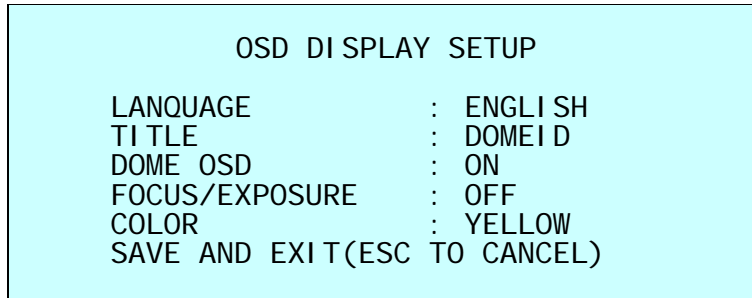 OSD DISPLAY SETUP
LANQUAGE : ENGLISH
TITLE : DOMEID
DOME OSD : ON
FOCUS/EXPOSURE : OFF
COLOR : YELLOW
SAVE AND EXIT(ESC TO CANCEL)